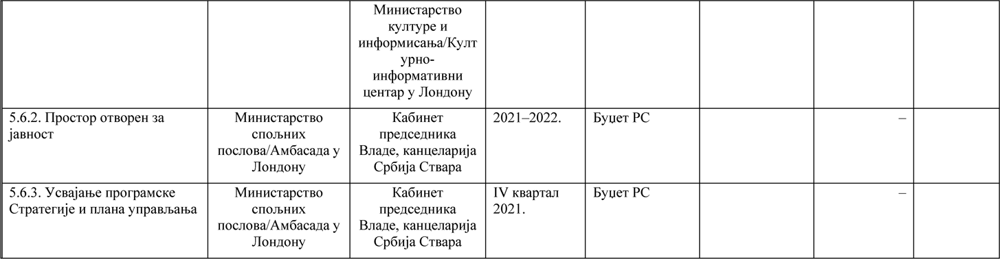 Министарство
културе и
информисања/Култ
урно-
информативни
центар у Лондону
5.6.2. Простор отворен за
јавност
Министарство
спољних
послова/Амбасада у
Лондону
Кабинет
председника
Владе, канцеларија
Србија Ствара
2021–2022.
Буџет РС
–
5.6.3. Усвајање програмске
Стратегије и плана управљања
Министарство
спољних
послова/Амбасада у
Лондону
Кабинет
председника
Владе, канцеларија
Србија Ствара
IV квартал
2021.
Буџет РС
–